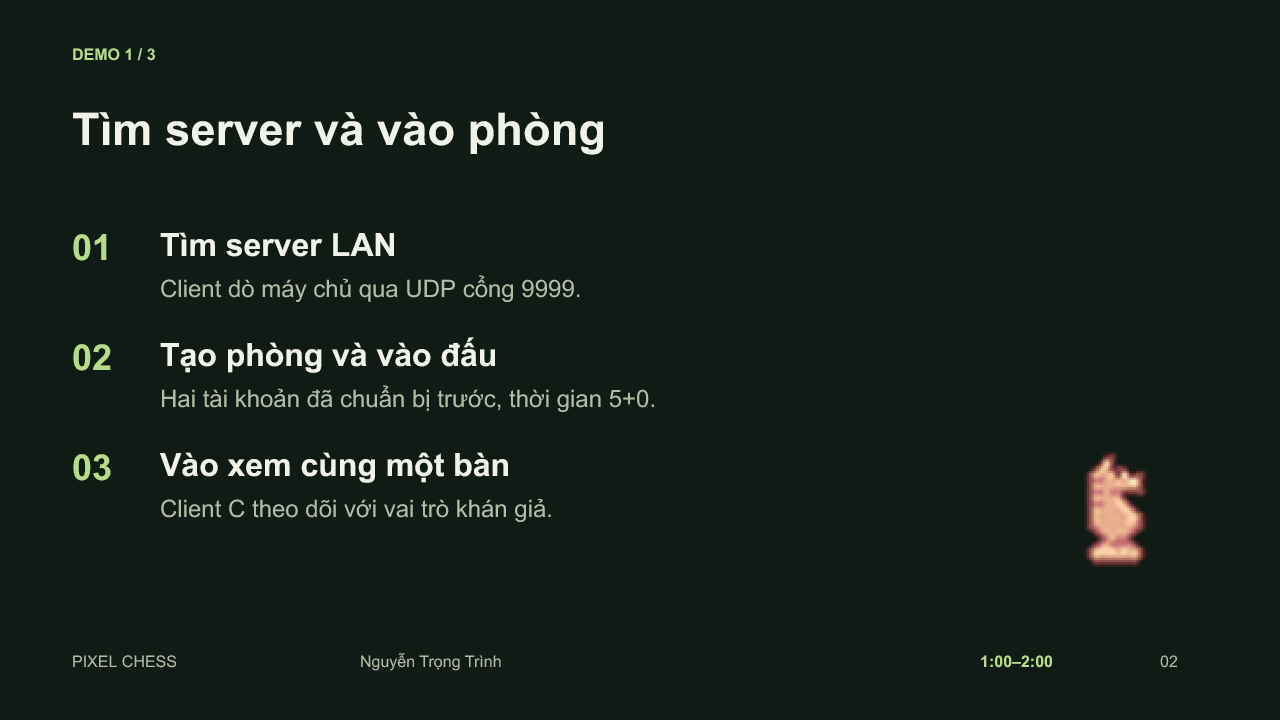 DEMO 1 / 3
Tìm server và vào phòng
01 Tìm server LAN
Client dò máy chủ qua UDP cổng 9999.
02 Tạo phòng và vào đấu
Hai tài khoản đã chuẩn bị trước, thời gian 5+0.
03 Vào xem cùng một bàn
Client C theo dõi với vai trò khán giả.
PIXEL CHESS Nguyễn Trọng Trình 1:00–2:00 02